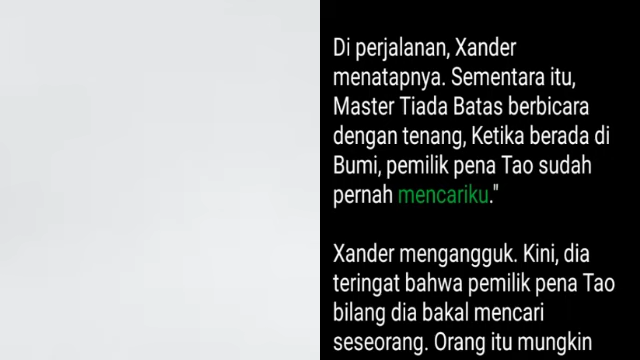 Di perjalanan, Xander
menatapnya. Sementara itu,
Master Tiada Batas berbicara
dengan tenang, Ketika berada di
Bumi, pemilik pena Tao sudah
pernah mencariku."
Xander mengangguk. Kini, dia
teringat bahwa pemilik pena Tao
bilang dia bakal mencari
seseorang. Orang itu mungkin